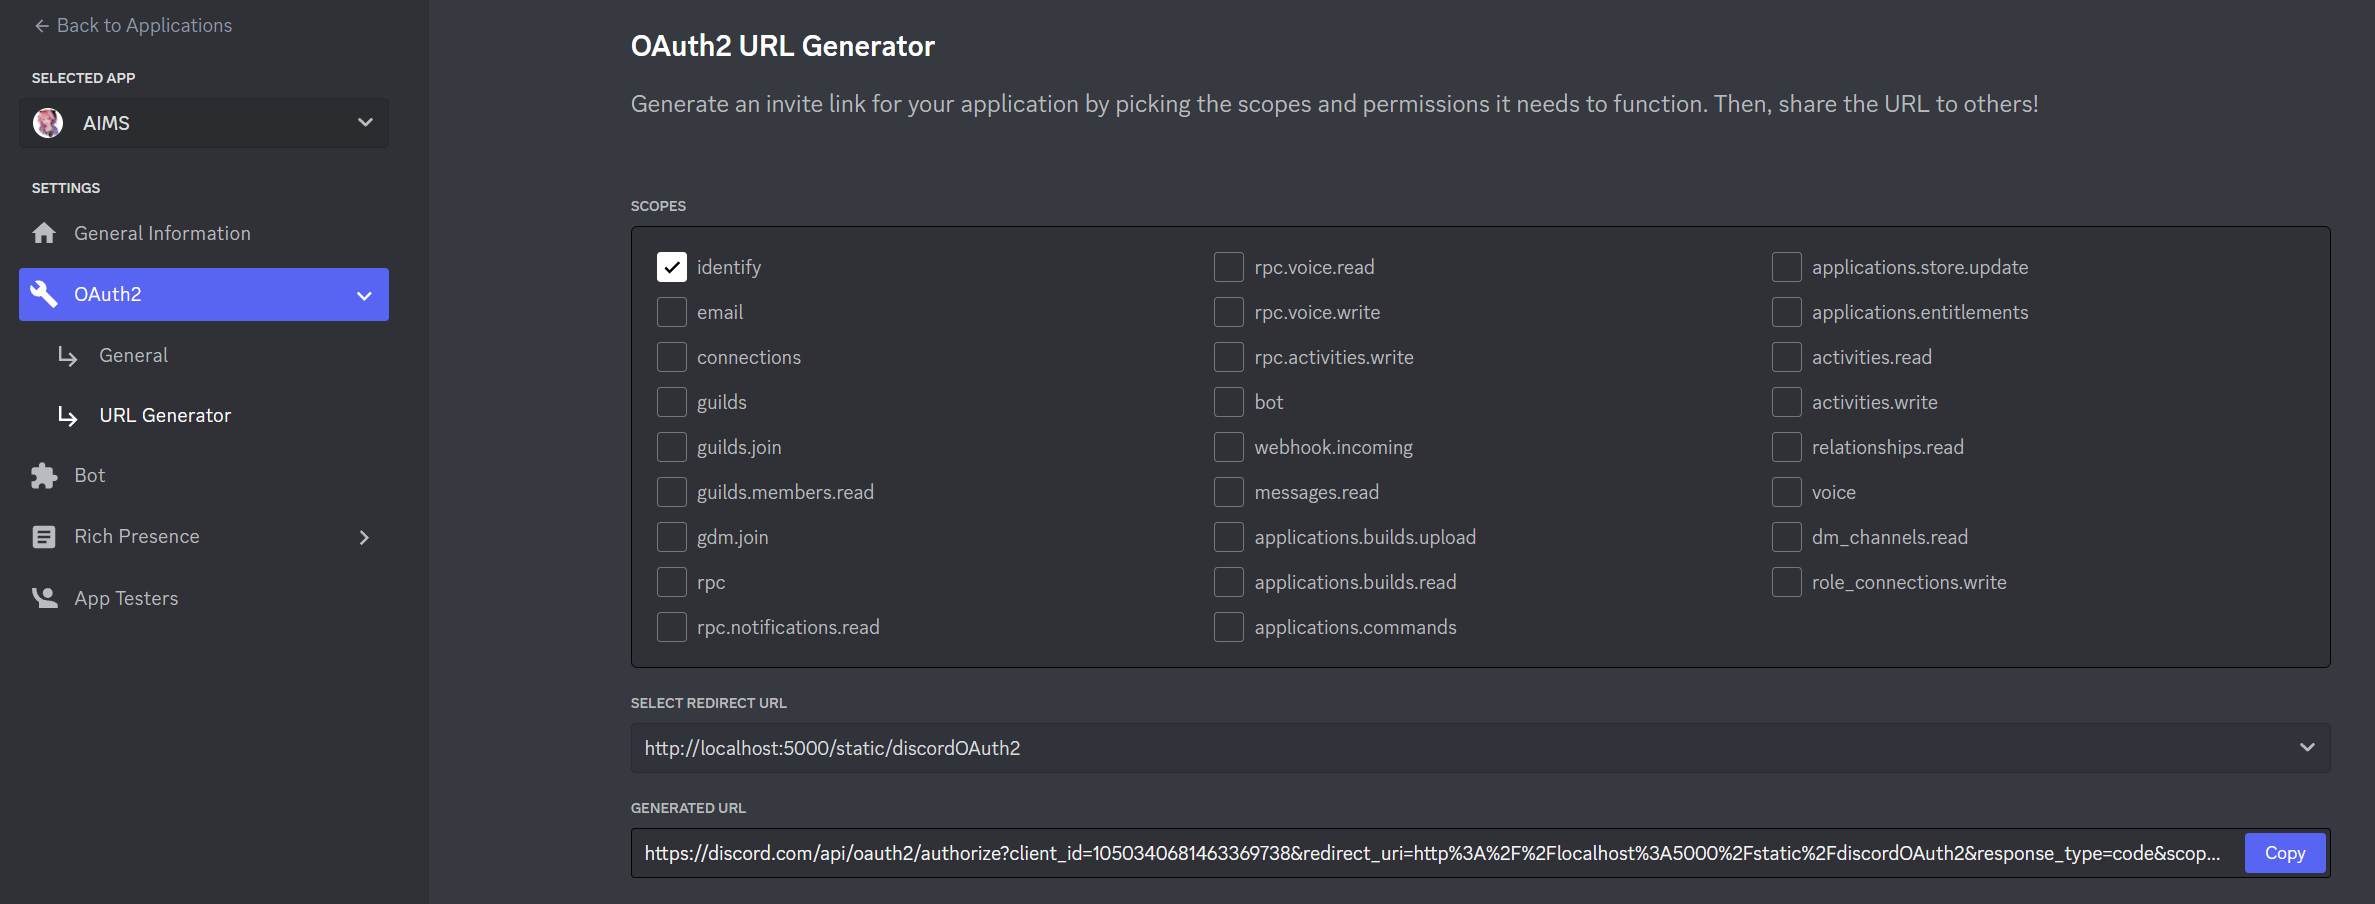 Back to Applications
SELECTED APP
AIMS
SETTINGS
General Information
OAuth2
General
URL Generator
Bot
Rich Presence
App Testers
OAuth2 URL Generator
Generate an invite link for your application by picking the scopes and permissions it needs to function. Then, share the URL to others!
SCOPES
identify
email
connections
guilds
guilds.join
guilds.members.read
gdm.join
rpc
rpc.notifications.read
rpc.voice.read
rpc.voice.write
rpc.activities.write
bot
webhook.incoming
messages.read
applications.builds.upload
applications.builds.read
applications.commands
applications.store.update
applications.entitlements
activities.read
activities.write
relationships.read
voice
dm_channels.read
role_connections.write
SELECT REDIRECT URL
http://localhost:5000/static/discordOAuth2
GENERATED URL
https://discord.com/api/oauth2/authorize?client_id=1050340681463369738&redirect_uri=http%3A%2F%2Flocalhost%3A5000%2Fstatic%2FdiscordOAuth2&response_type=code&scop...
Copy